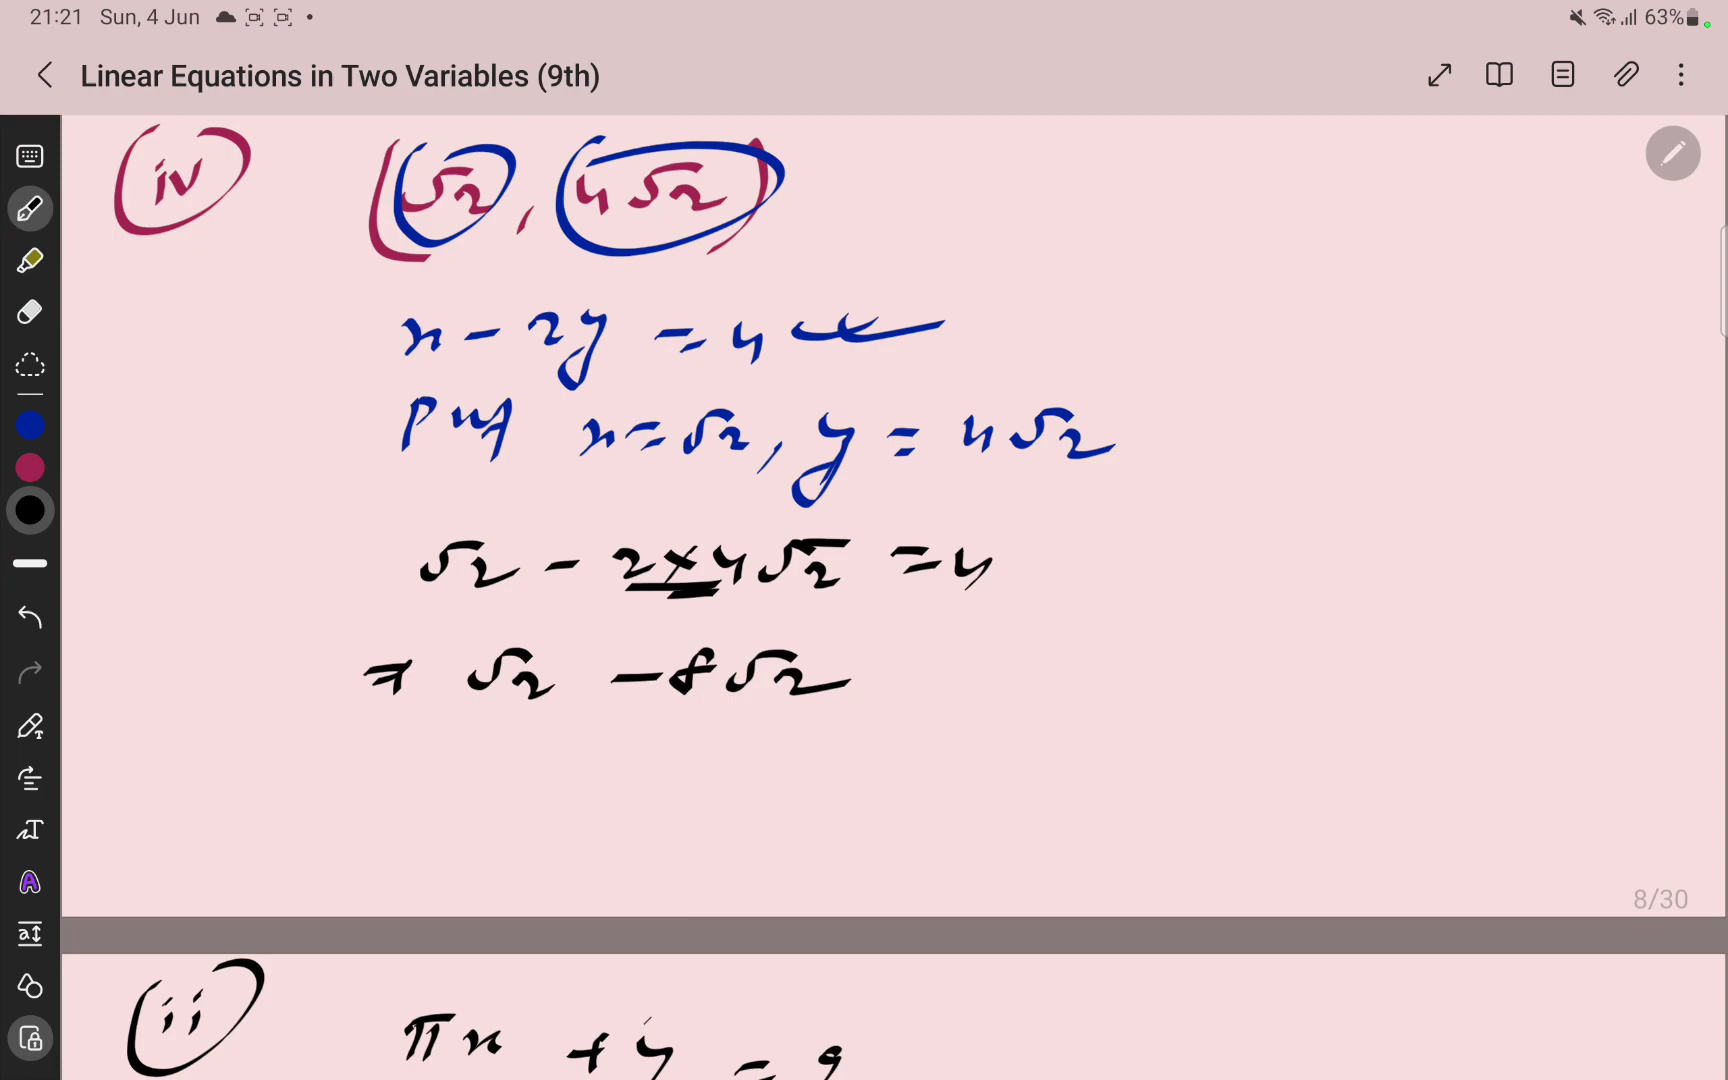 21:21 Sun, 4 Jun
63%
Linear Equations in Two Variables (9th)
iv (√2, 4√2)
x - 2y = 4
Put x = √2, y = 4√2
√2 - 2×4√2 = 4
⇒ √2 - 8√2
8/30
ii πx + y = 9